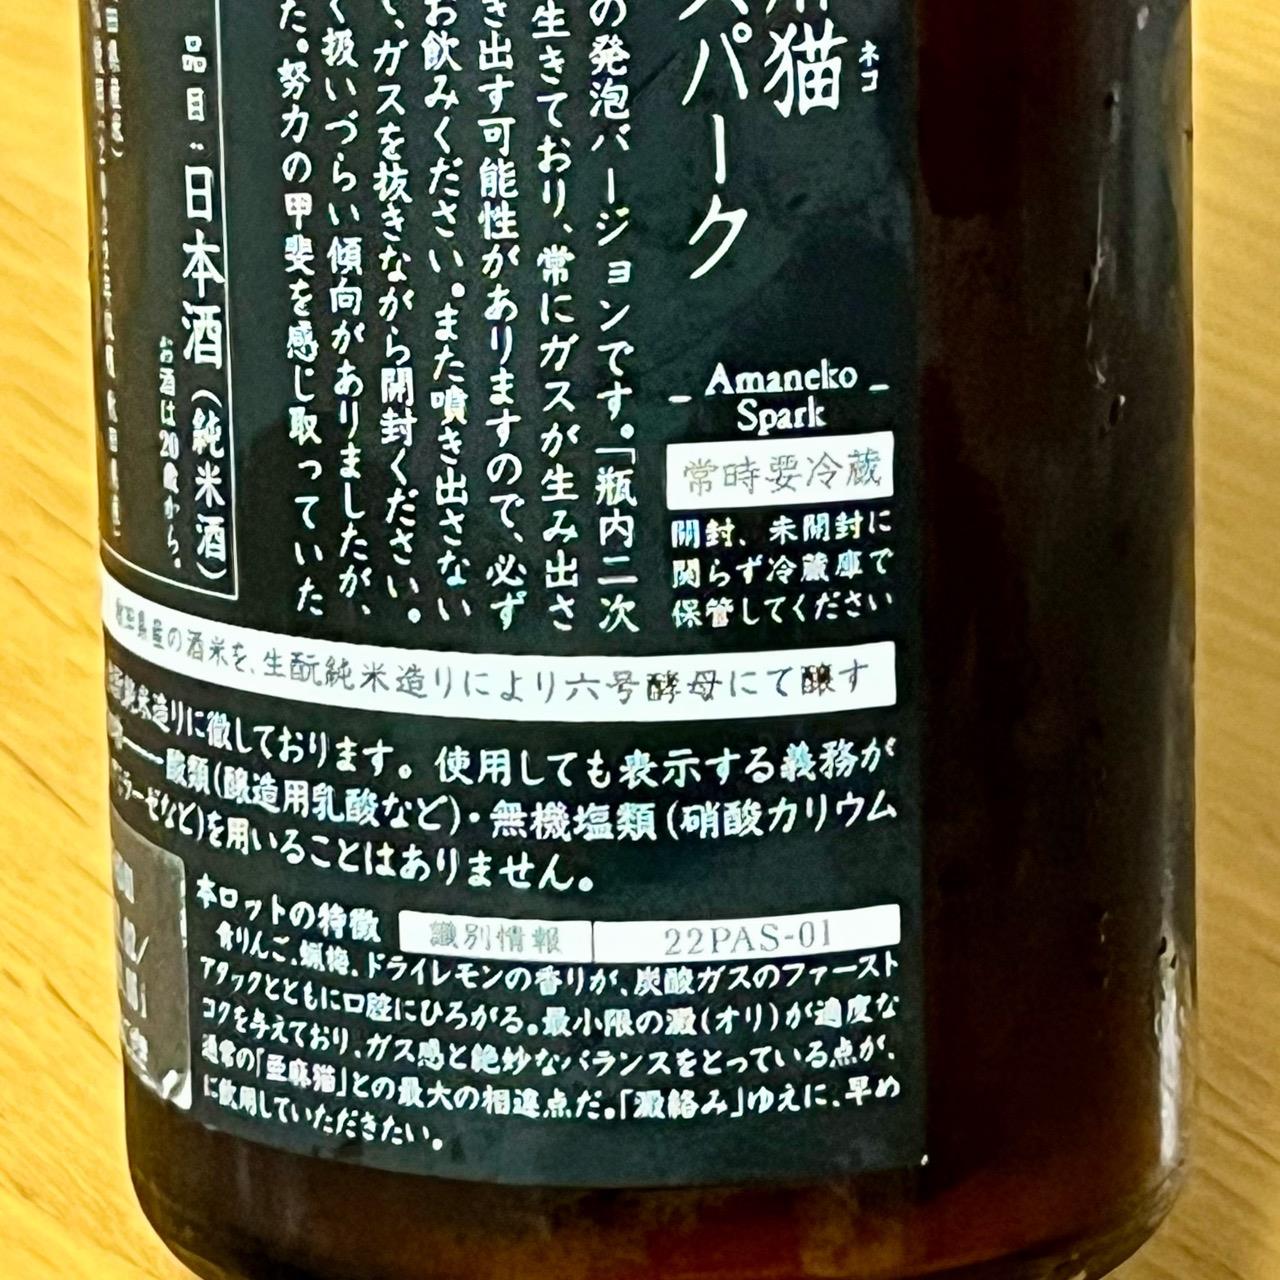 猫
ネコ
スパーク
Amaneko
Spark
常時要冷蔵
開封、未開封に
関らず冷蔵庫で
保管してください
の発泡バージョンです。「瓶内二次
生きており、常にガスが生み出さ
き出す可能性がありますので、必ず
お飲みください。また噴き出さない
、ガスを抜きながら開封ください。
く扱いづらい傾向がありましたが、
た。努力の甲斐を感じ取っていた
品目:日本酒(純米酒)
お酒は20歳から。
県産の酒米を、生酛純米造りにより六号酵母にて醸す
純米造りに徹しております。使用しても表示する義務が
酸類(醸造用乳酸など)・無機塩類(硝酸カリウム
ラーゼなど)を用いることはありません。
本ロットの特徴
識別情報
22PAS-01
青りんご、蝋梅、ドライレモンの香りが、炭酸ガスのファースト
アタックとともに口腔にひろがる。最小限の澱(オリ)が適度な
コクを与えており、ガス感と絶妙なバランスをとっている点が、
通常の「亜麻猫」との最大の相違点だ。「澱絡み」ゆえに、早め
に飲用していただきたい。